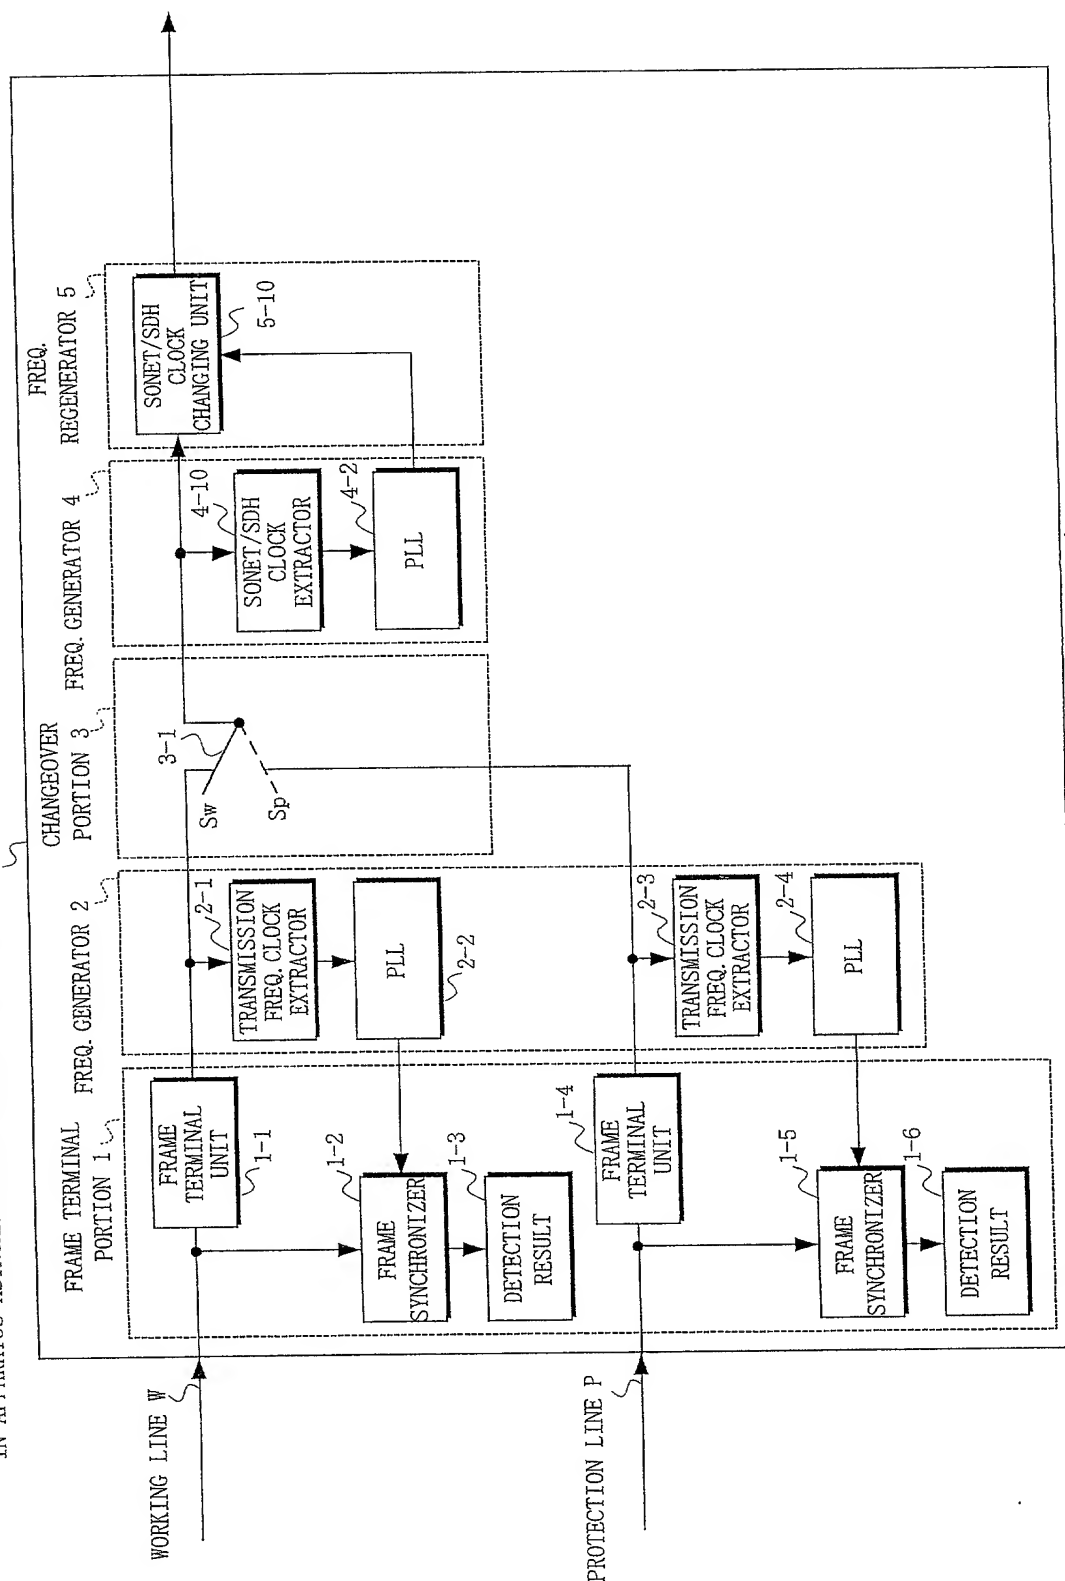 WORKING LINE W
PROTECTION LINE P
FRAME TERMINAL
PORTION 1
FRAME
TERMINAL
UNIT
1-1
1-2
FRAME
SYNCHRONIZER
1-3
DETECTION
RESULT
1-4
FRAME
TERMINAL
UNIT
1-5
FRAME
SYNCHRONIZER
1-6
DETECTION
RESULT
FREQ. GENERATOR 2
2-1
TRANSMISSION
FREQ. CLOCK
EXTRACTOR
PLL
2-2
2-3
TRANSMISSION
FREQ. CLOCK
EXTRACTOR
2-4
PLL
CHANGEOVER
PORTION 3
3-1
Sw
Sp
FREQ. GENERATOR 4
4-10
SONET/SDH
CLOCK
EXTRACTOR
4-2
PLL
FREQ.
REGENERATOR 5
SONET/SDH
CLOCK
CHANGING UNIT
5-10